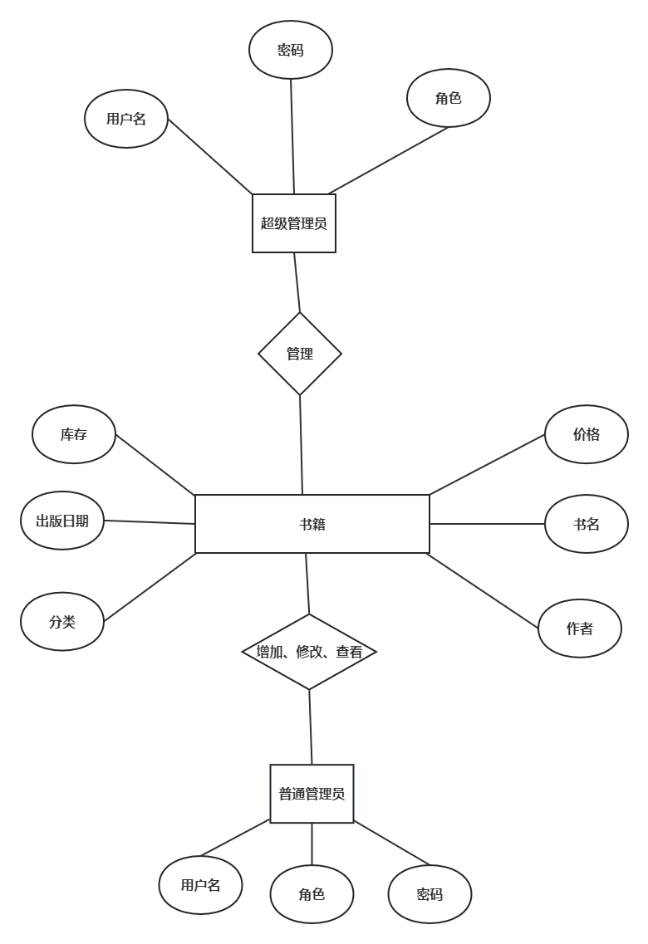 密码
角色
用户名
超级管理员
管理
库存
价格
出版日期
书籍
书名
分类
作者
增加、修改、查看
普通管理员
用户名
角色
密码